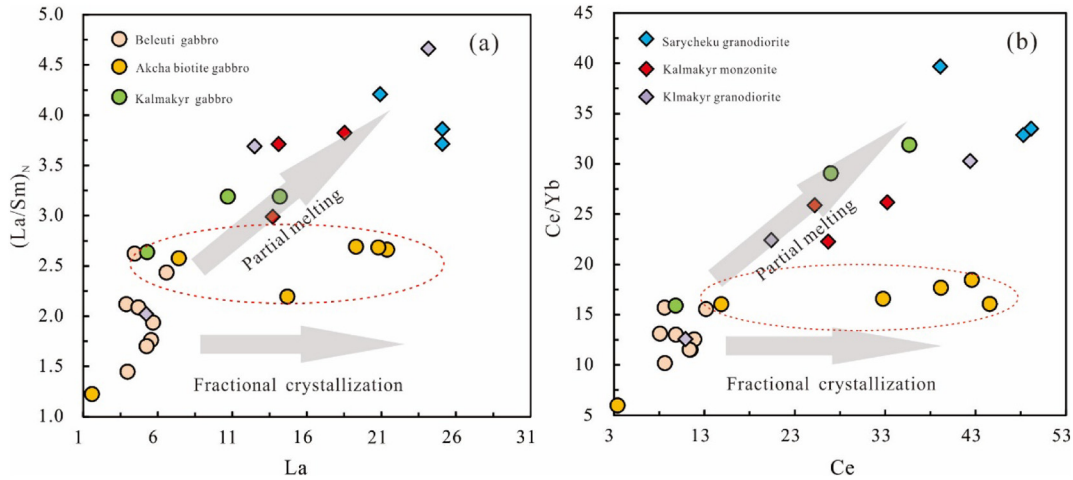 (a)
Beleuti gabbro
Akcha biotite gabbro
Kalmakyr gabbro
5.0
4.5
4.0
3.5
3.0
2.5
2.0
1.5
1.0
(La/Sm)N
Partial melting
Fractional crystallization
1 6 11 16 21 26 31
La
(b)
Sarycheku granodiorite
Kalmakyr monzonite
Klmakyr granodiorite
45
40
35
30
25
20
15
10
5
Ce/Yb
Partial melting
Fractional crystallization
3 13 23 33 43 53
Ce